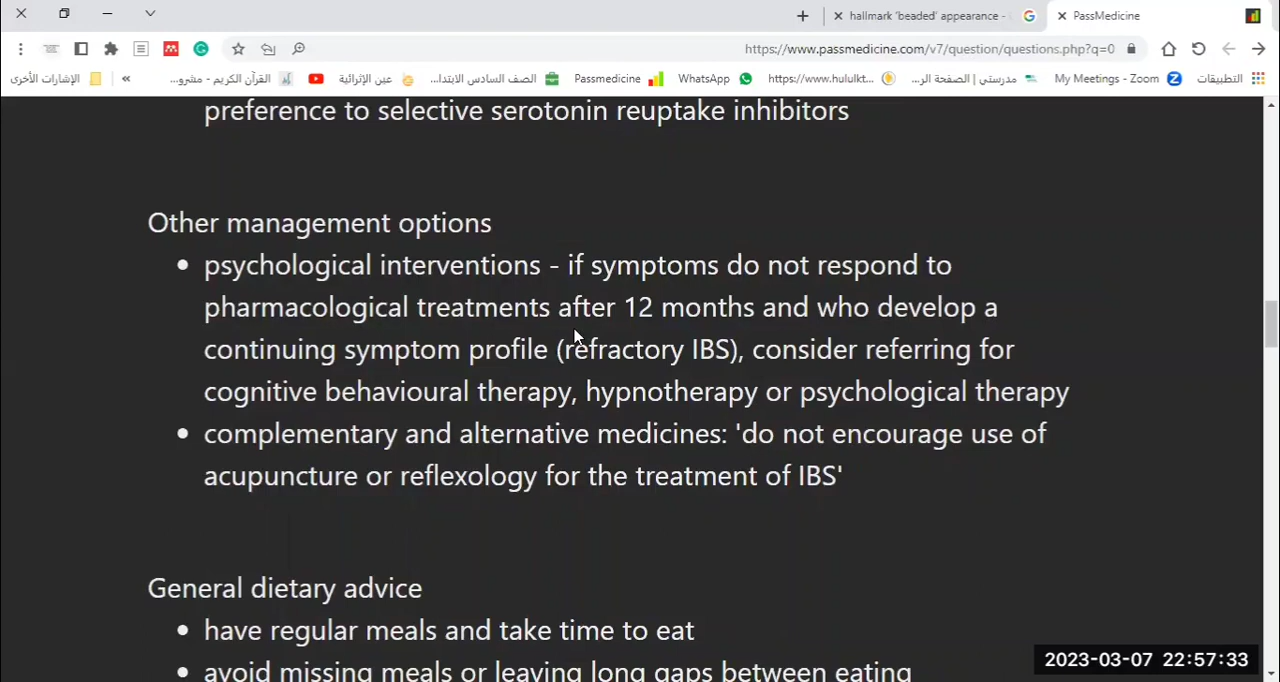 hallmark 'beaded' appearance -
PassMedicine
https://www.passmedicine.com/v7/question/questions.php?q=0
الإشارات الأخرى
«
القرآن الكريم - مشرو...
عين الإثرائية
الصف السادس الابتدا...
Passmedicine
WhatsApp
https://www.hululkt...
مدرستي | الصفحة الر...
My Meetings - Zoom
التطبيقات
preference to selective serotonin reuptake inhibitors
Other management options
psychological interventions - if symptoms do not respond to
pharmacological treatments after 12 months and who develop a
continuing symptom profile (refractory IBS), consider referring for
cognitive behavioural therapy, hypnotherapy or psychological therapy
complementary and alternative medicines: 'do not encourage use of
acupuncture or reflexology for the treatment of IBS'
General dietary advice
have regular meals and take time to eat
avoid missing meals or leaving long gaps between eating
2023-03-07 22:57:33